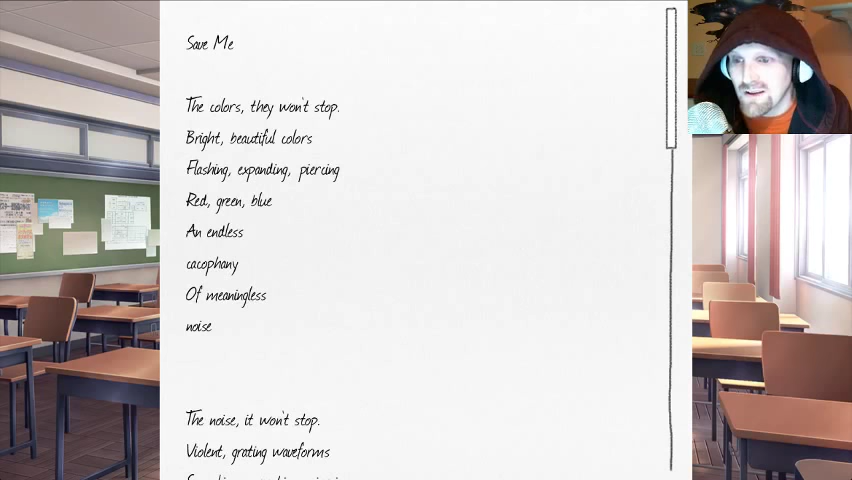 Save Me
The colors, they won't stop.
Bright, beautiful colors
Flashing, expanding, piercing
Red, green, blue
An endless
cacophany
Of meaningless
noise
The noise, it won't stop.
Violent, grating waveforms